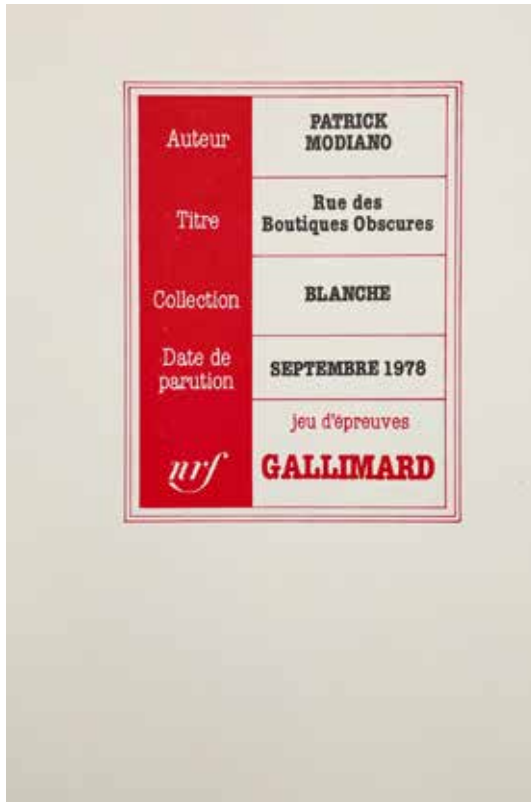 Auteur
PATRICK
MODIANO
Titre
Rue des
Boutiques Obscures
Collection
BLANCHE
Date de
parution
SEPTEMBRE 1978
jeu d'épreuves
nrf
GALLIMARD